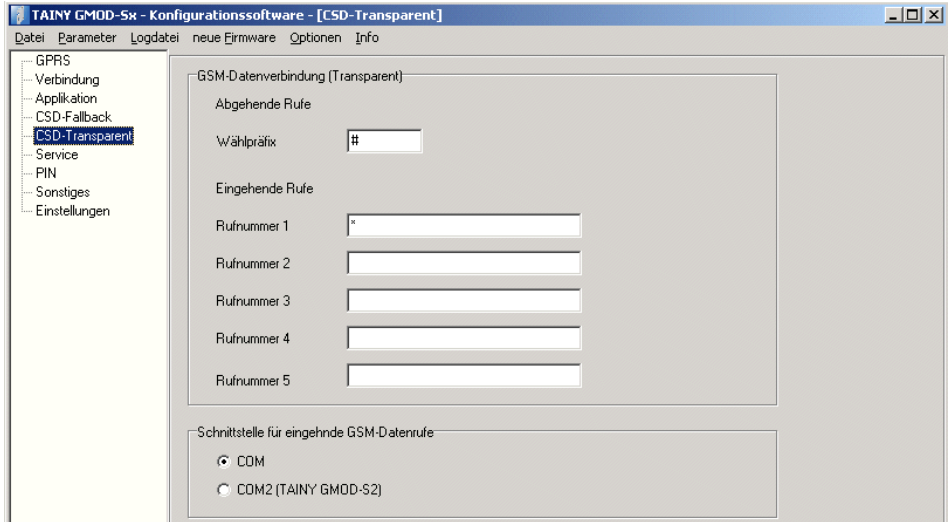 TAINY GMOD-Sx - Konfigurationssoftware - [CSD-Transparent]
Datei Parameter Logdatei neue Firmware Optionen Info
GPRS
Verbindung
Applikation
CSD-Fallback
CSD-Transparent
Service
PIN
Sonstiges
Einstellungen
GSM-Datenverbindung (Transparent)
Abgehende Rufe
Wählpräfix #
Eingehende Rufe
Rufnummer 1 *
Rufnummer 2
Rufnummer 3
Rufnummer 4
Rufnummer 5
Schnittstelle für eingehnde GSM-Datenrufe
COM
COM2 (TAINY GMOD-S2)